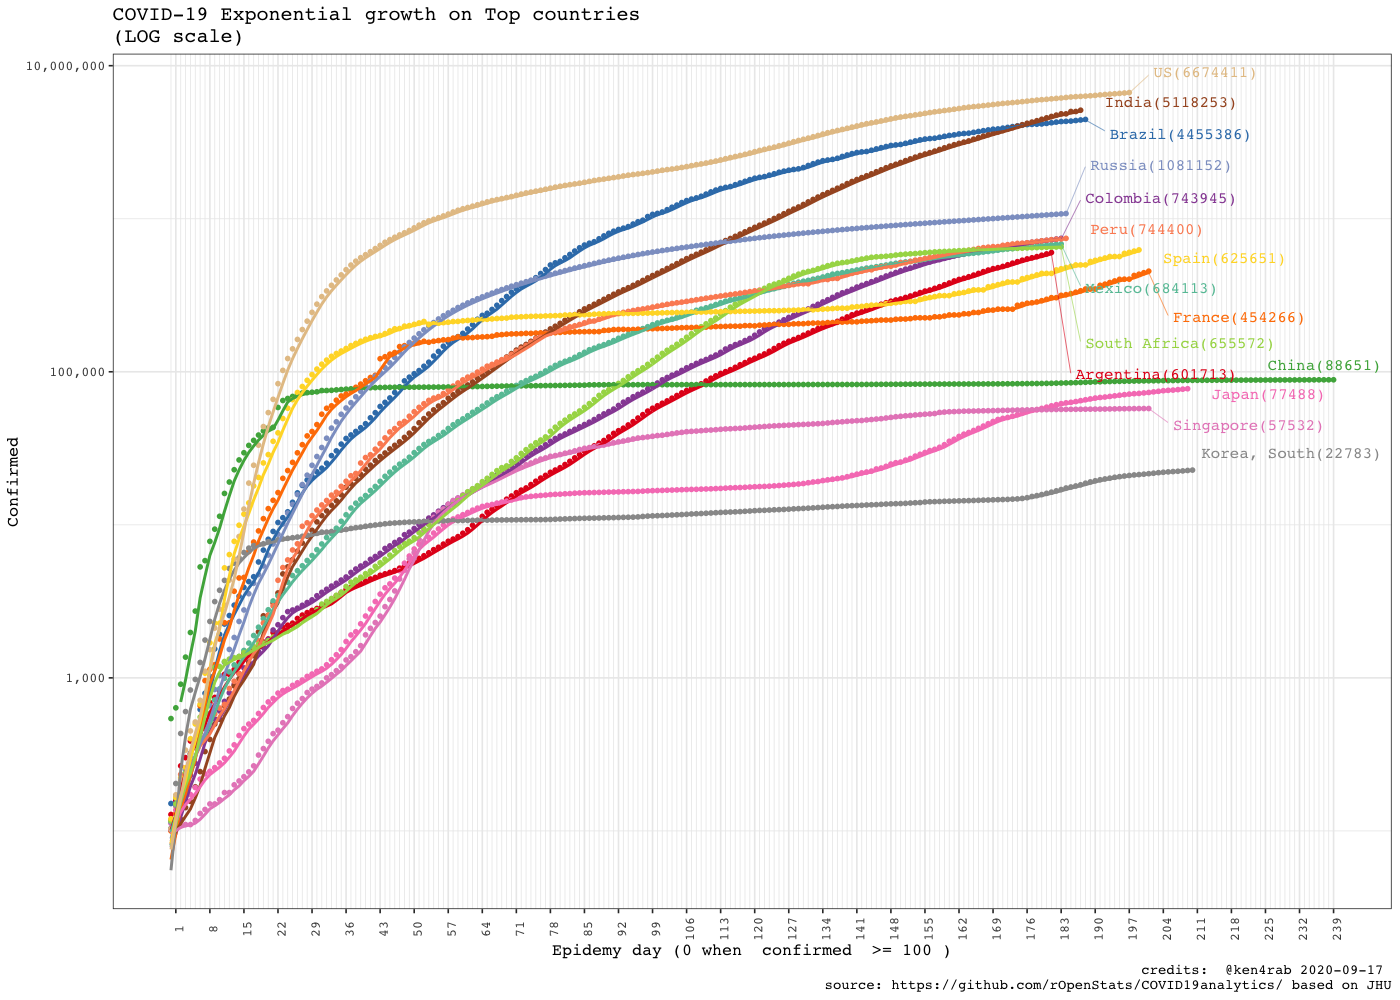 COVID-19 Exponential growth on Top countries
(LOG scale)
10,000,000
100,000
1,000
Confirmed
US(6674411)
India(5118253)
Brazil(4455386)
Russia(1081152)
Colombia(743945)
Peru(744400)
Spain(625651)
Mexico(684113)
France(454266)
South Africa(655572)
China(88651)
Argentina(601713)
Japan(77488)
Singapore(57532)
Korea, South(22783)
1 8 15 22 29 36 43 50 57 64 71 78 85 92 99 106 113 120 127 134 141 148 155 162 169 176 183 190 197 204 211 218 225 232 239
Epidemy day (0 when  confirmed  >= 100 )
credits:  @ken4rab 2020-09-17
source: https://github.com/rOpenStats/COVID19analytics/ based on JHU